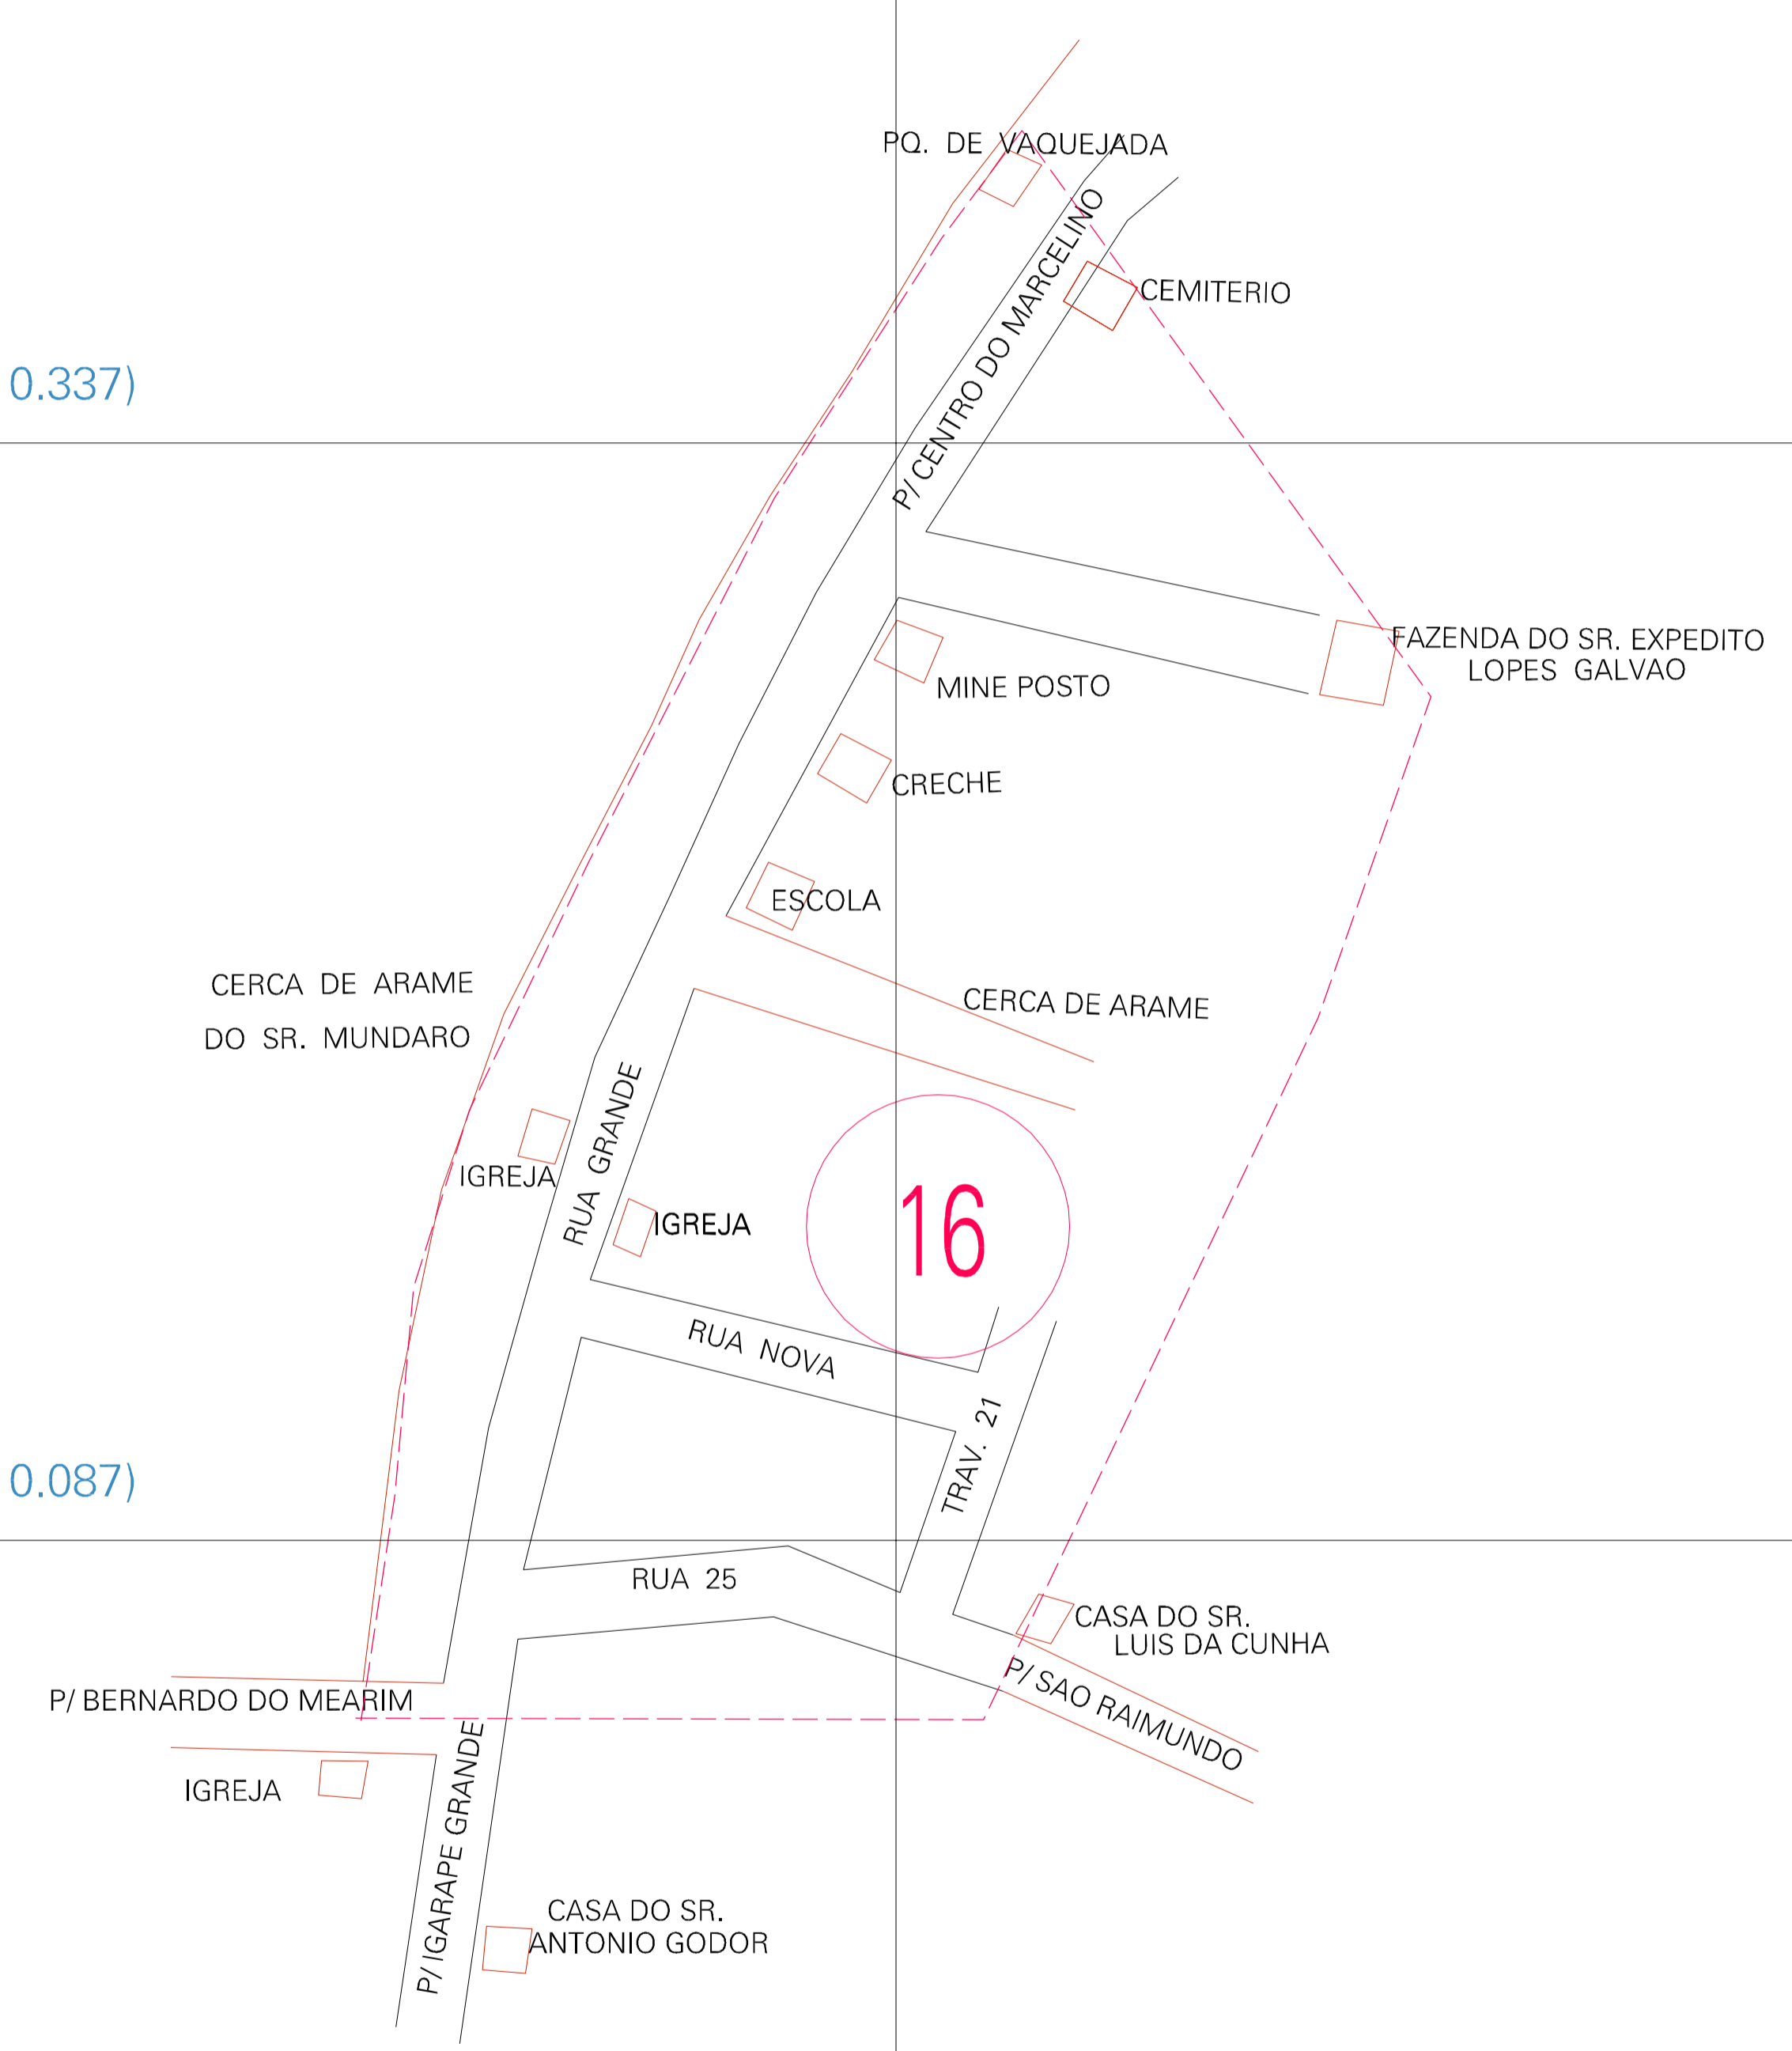 PQ. DE VAQUEJADA
P/ CENTRO DO MARCELINO
CEMITERIO
0.337)
FAZENDA DO SR. EXPEDITO
LOPES GALVAO
MINE POSTO
CRECHE
ESCOLA
CERCA DE ARAME
DO SR. MUNDARO
CERCA DE ARAME
RUA GRANDE
IGREJA
IGREJA
16
RUA NOVA
TRAV. 21
0.087)
RUA 25
CASA DO SR.
LUIS DA CUNHA
P/ SAO RAIMUNDO
P/ BERNARDO DO MEARIM
IGREJA
P/ IGARAPE GRANDE
CASA DO SR.
ANTONIO GODOR